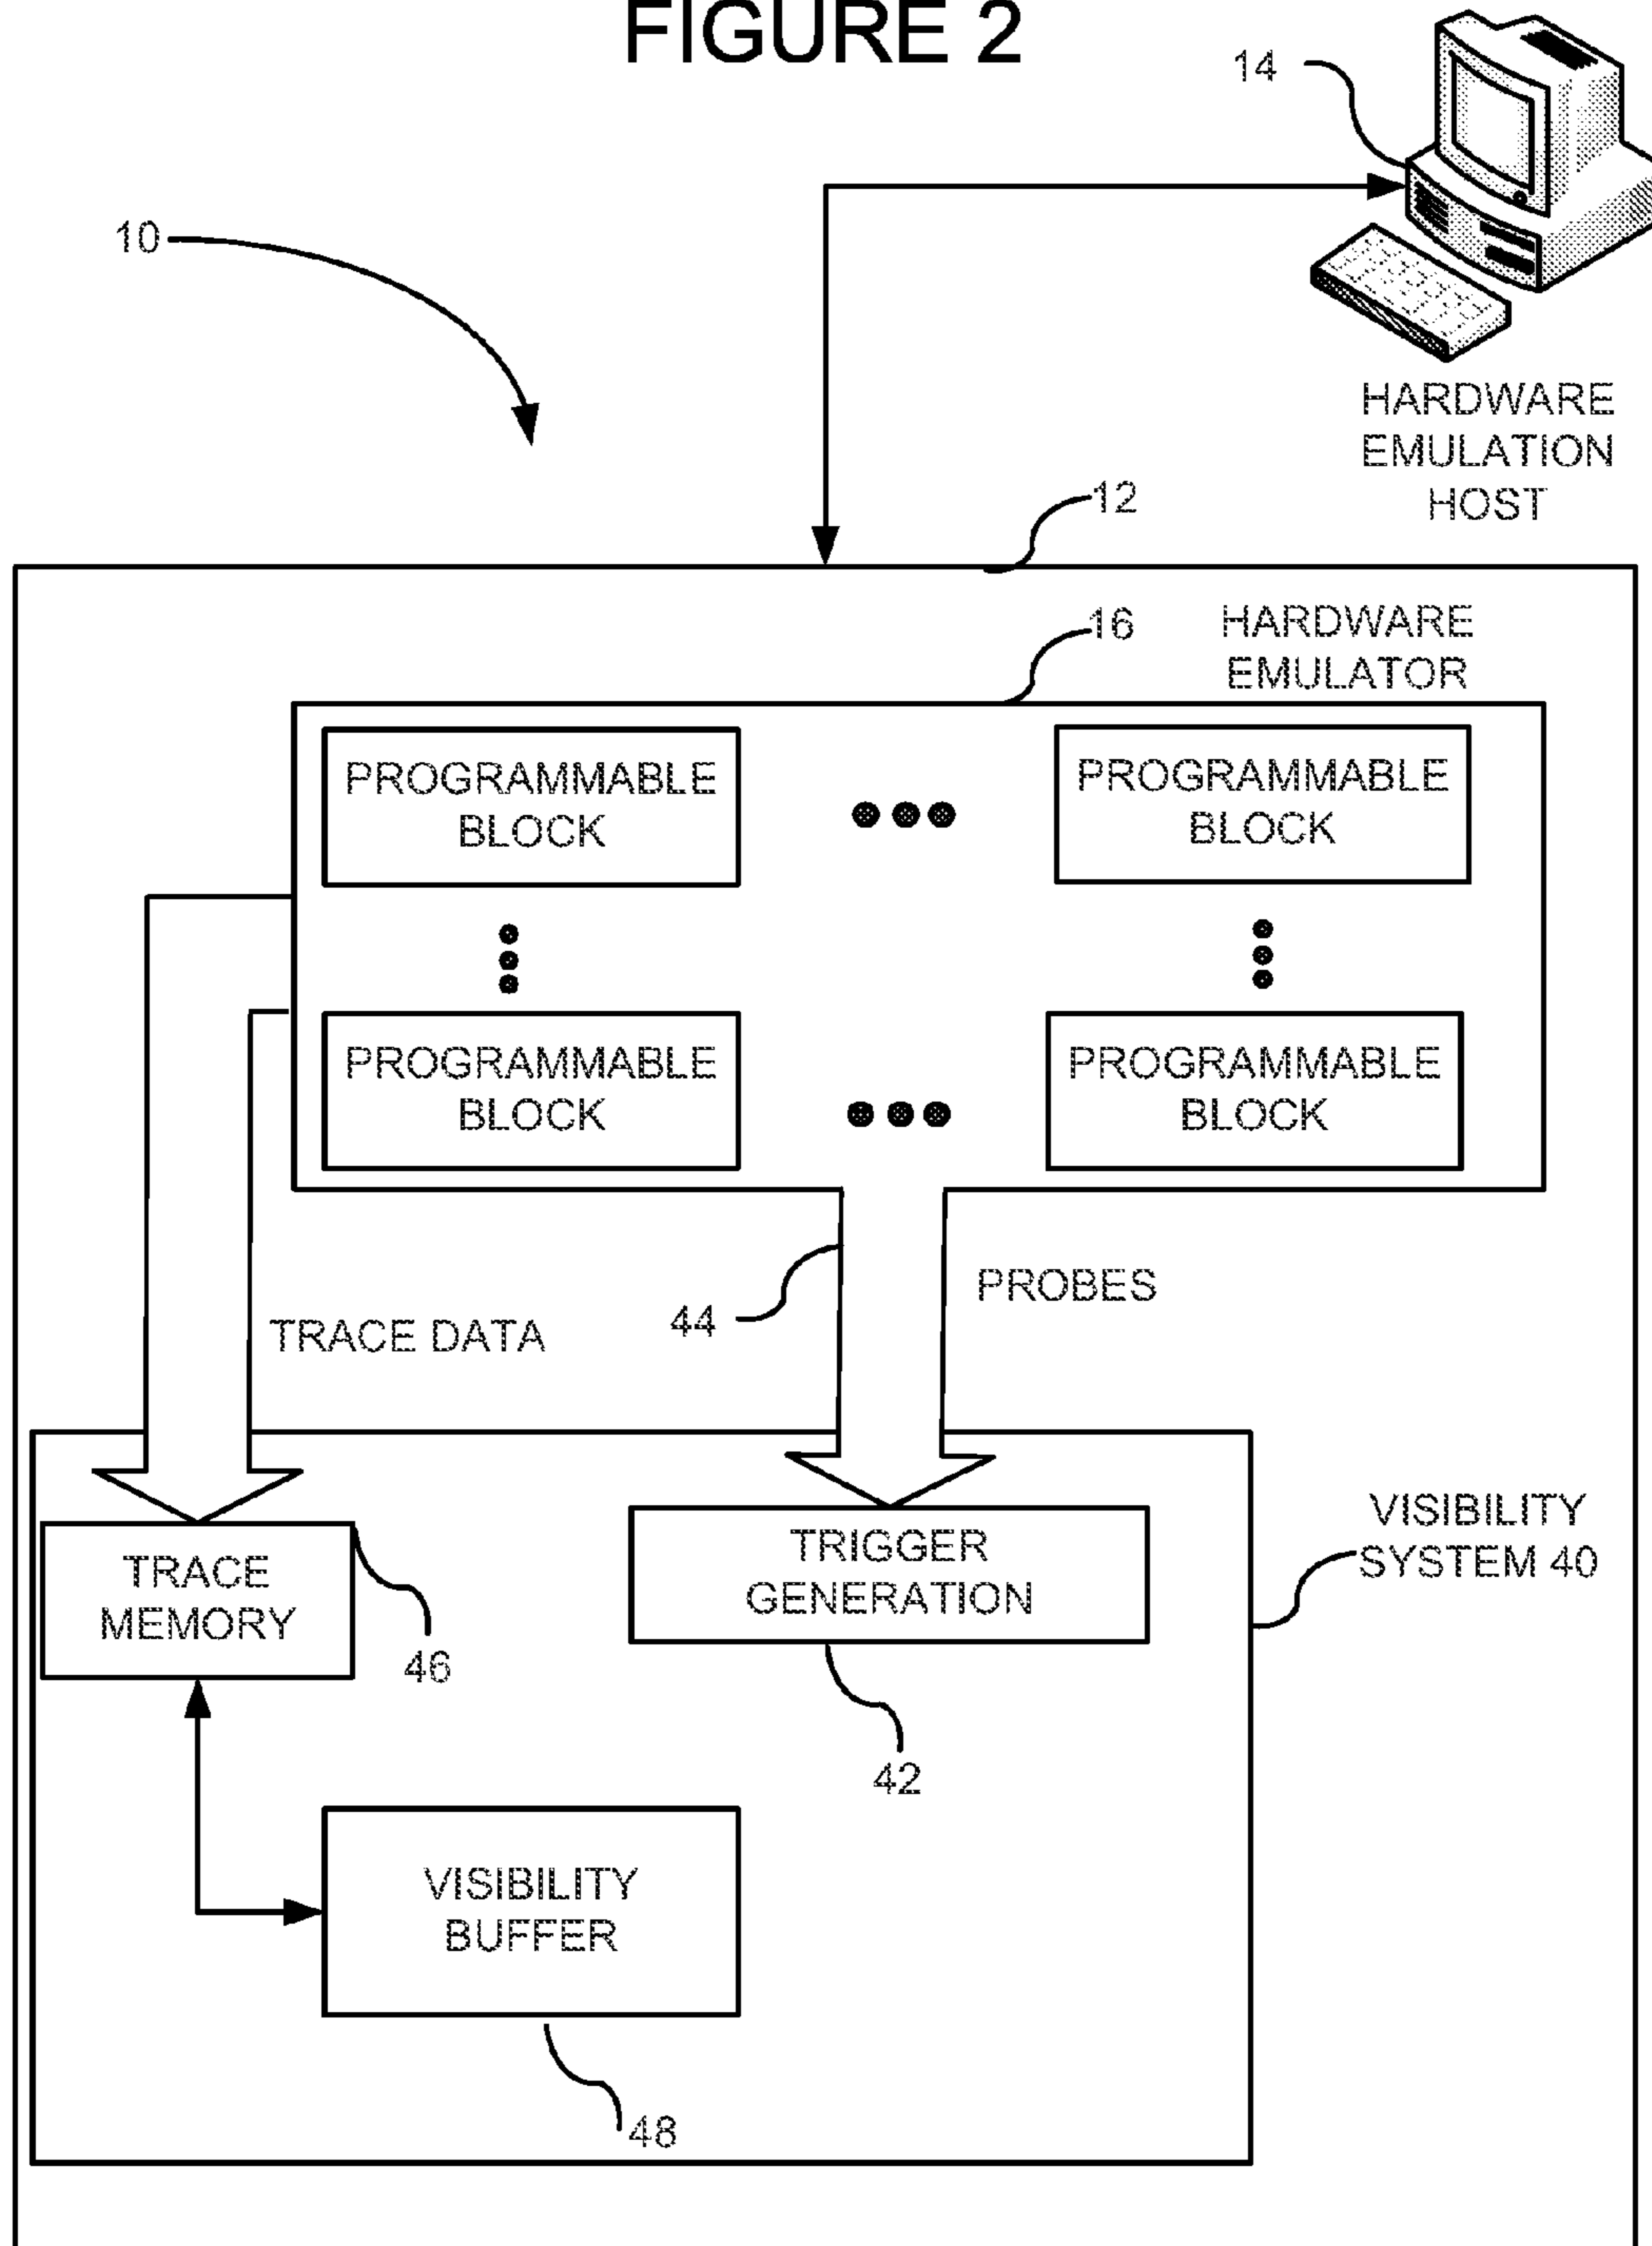 FIGURE 2
14
10
HARDWARE
EMULATION
HOST
12
16
HARDWARE
EMULATOR
PROGRAMMABLE
BLOCK
PROGRAMMABLE
BLOCK
PROGRAMMABLE
BLOCK
PROGRAMMABLE
BLOCK
44
PROBES
TRACE DATA
TRACE
MEMORY
46
TRIGGER
GENERATION
42
VISIBILITY
SYSTEM 40
VISIBILITY
BUFFER
48